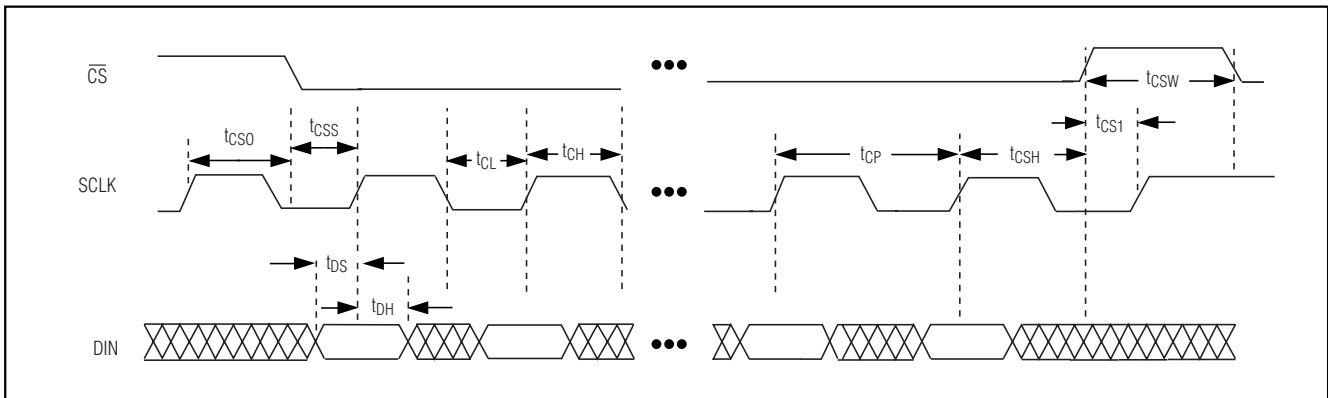 CS
tCSW
tCSO tCSS
tCS1
tCL tCH
tCP tCSH
SCLK
tDS
tDH
DIN